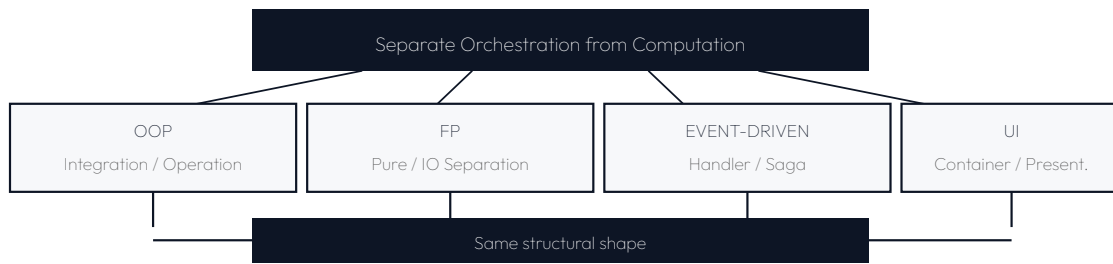 Separate Orchestration from Computation
OOP
Integration / Operation
FP
Pure / IO Separation
EVENT-DRIVEN
Handler / Saga
UI
Container / Present.
Same structural shape